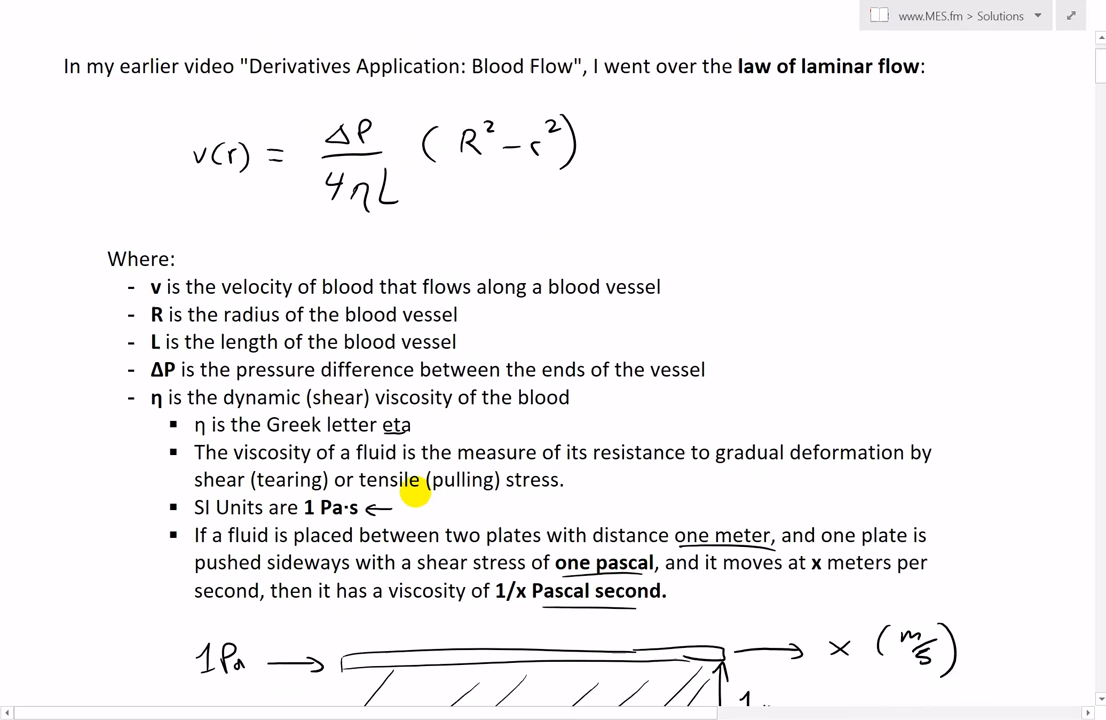 www.MES.fm > Solutions
In my earlier video "Derivatives Application: Blood Flow", I went over the law of laminar flow:
v(r) = ΔP/4ηL (R² - r²)
Where:
- v is the velocity of blood that flows along a blood vessel
- R is the radius of the blood vessel
- L is the length of the blood vessel
- ΔP is the pressure difference between the ends of the vessel
- η is the dynamic (shear) viscosity of the blood
▪ η is the Greek letter eta
▪ The viscosity of a fluid is the measure of its resistance to gradual deformation by
shear (tearing) or tensile (pulling) stress.
▪ SI Units are 1 Pa·s ←
▪ If a fluid is placed between two plates with distance one meter, and one plate is
pushed sideways with a shear stress of one pascal, and it moves at x meters per
second, then it has a viscosity of 1/x Pascal second.
1Pa → → x (m/s)